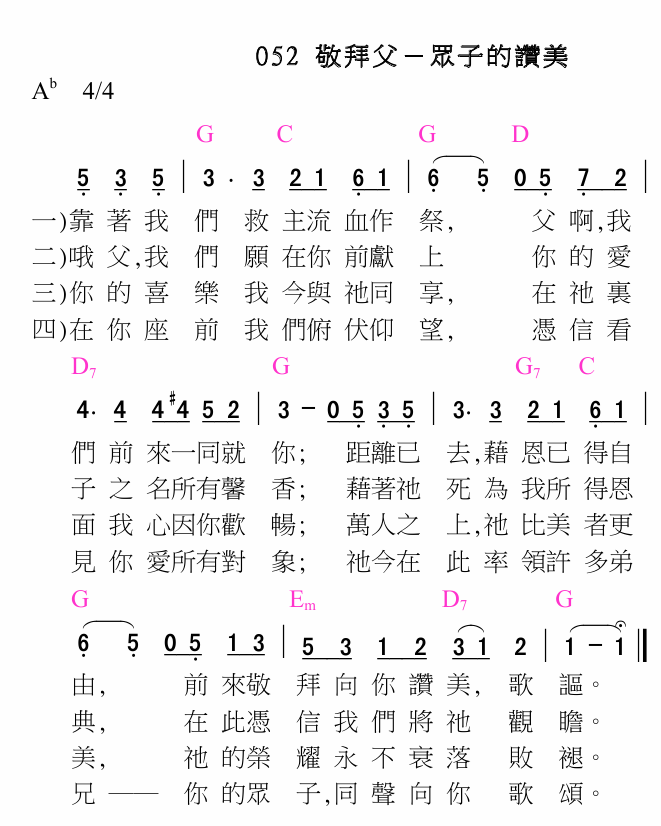 052 敬拜父－眾子的讚美
A♭ 4/4
G C G D
5 3 5 | 3 · 3 2 1 6 1 | 6 5 0 5 7 2 |
一)靠著我們救主流血作祭, 父啊,我
二)哦父,我們願在你前獻上 你的愛
三)你的喜樂我今與祂同享, 在祂裏
四)在你座前我們俯伏仰望, 憑信看
D7 G G7 C
4· 4 4 #4 5 2 | 3 - 0 5 3 5 | 3· 3 2 1 6 1 |
們前來一同就你; 距離已去,藉恩已得自
子之名所有馨香; 藉著祂死為我所得恩
面我心因你歡暢; 萬人之上,祂比美者更
見你愛所有對象; 祂今在此率領許多弟
G Em D7 G
6 5 0 5 1 3 | 5 3 1 2 3 1 2 | 1 - 1 ‖
由, 前來敬拜向你讚美,歌謳。
典, 在此憑信我們將祂觀瞻。
美, 祂的榮耀永不衰落敗褪。
兄 —— 你的眾子,同聲向你歌頌。